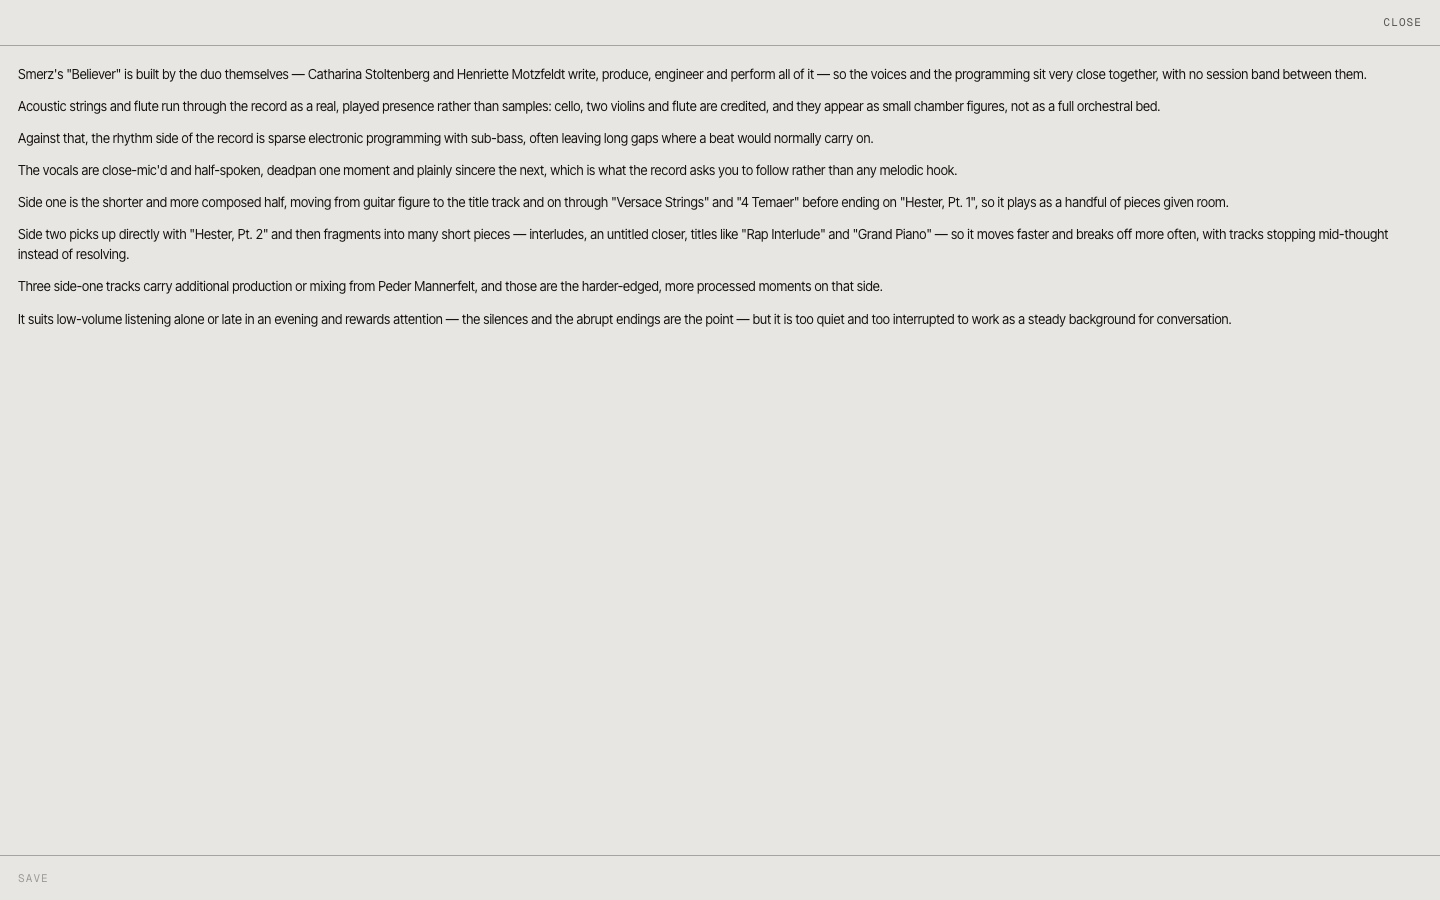 CLOSE
Smerz's "Believer" is built by the duo themselves — Catharina Stoltenberg and Henriette Motzfeldt write, produce, engineer and perform all of it — so the voices and the programming sit very close together, with no session band between them.
Acoustic strings and flute run through the record as a real, played presence rather than samples: cello, two violins and flute are credited, and they appear as small chamber figures, not as a full orchestral bed.
Against that, the rhythm side of the record is sparse electronic programming with sub-bass, often leaving long gaps where a beat would normally carry on.
The vocals are close-mic'd and half-spoken, deadpan one moment and plainly sincere the next, which is what the record asks you to follow rather than any melodic hook.
Side one is the shorter and more composed half, moving from guitar figure to the title track and on through "Versace Strings" and "4 Temaer" before ending on "Hester, Pt. 1", so it plays as a handful of pieces given room.
Side two picks up directly with "Hester, Pt. 2" and then fragments into many short pieces — interludes, an untitled closer, titles like "Rap Interlude" and "Grand Piano" — so it moves faster and breaks off more often, with tracks stopping mid-thought
instead of resolving.
Three side-one tracks carry additional production or mixing from Peder Mannerfelt, and those are the harder-edged, more processed moments on that side.
It suits low-volume listening alone or late in an evening and rewards attention — the silences and the abrupt endings are the point — but it is too quiet and too interrupted to work as a steady background for conversation.
SAVE